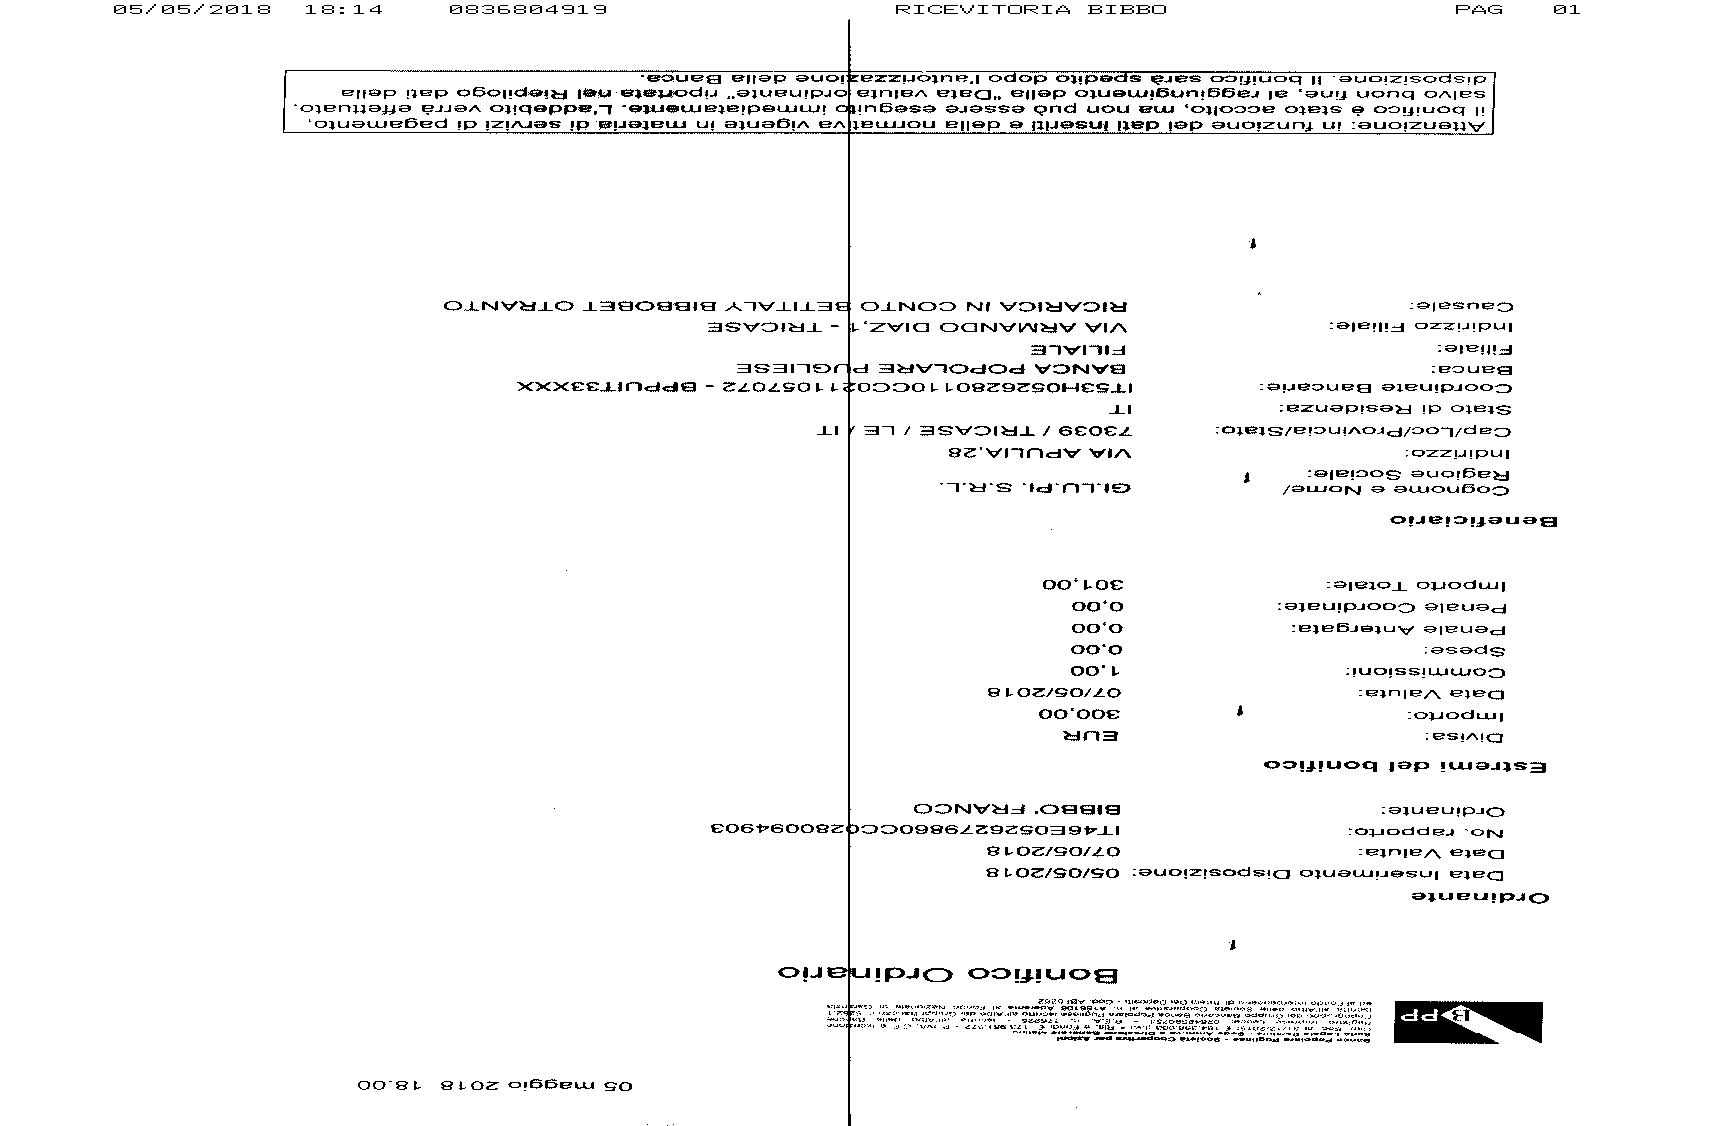 05/05/2018 18:14 0836804919 RICEVITORIA BIBBO PAG 01
05 maggio 2018 18.00
BPP
Banca Popolare Pugliese - Società Cooperativa per Azioni
Bonifico Ordinario
Ordinante
Data Inserimento Disposizione: 05/05/2018
Data Valuta: 07/05/2018
No. rapporto: IT46E0526279860CC0280094903
Ordinante: BIBBO' FRANCO
Estremi del bonifico
Divisa: EUR
Importo: 300,00
Data Valuta: 07/05/2018
Commissioni: 1,00
Spese: 0,00
Penale Antergata: 0,00
Penale Coordinate: 0,00
Importo Totale: 301,00
Beneficiario
Cognome e Nome/
Ragione Sociale: GI.LU.PI. S.R.L.
Indirizzo: VIA APULIA,28
Cap/Loc/Provincia/Stato: 73039 / TRICASE / LE / IT
Stato di Residenza: IT
Coordinate Bancarie: IT53H0526280110CC0211057072 - BPPUIT33XXX
Banca: BANCA POPOLARE PUGLIESE
Filiale: FILIALE
Indirizzo Filiale: VIA ARMANDO DIAZ,1 - TRICASE
Causale: RICARICA IN CONTO BETITALY BIBBOBET OTRANTO
Attenzione: in funzione dei dati inseriti e della normativa vigente in materia di servizi di pagamento,
il bonifico è stato accolto, ma non può essere eseguito immediatamente. L'addebito verrà effettuato,
salvo buon fine, al raggiungimento della "Data valuta ordinante" riportata nel Riepilogo dati della
disposizione. Il bonifico sarà spedito dopo l'autorizzazione della Banca.